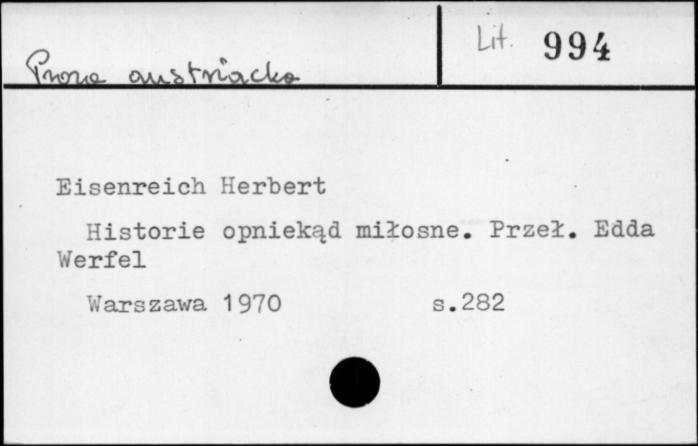 Lit. 994
Proza austriacka
Eisenreich Herbert
Historie opniekąd miłosne. Przeł. Edda
Werfel
Warszawa 1970 s.282